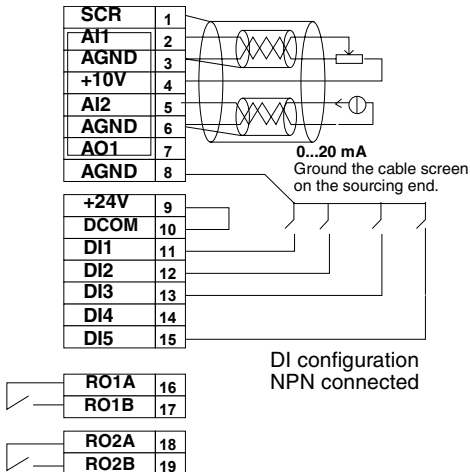 SCR 1
AI1 2
AGND 3
+10V 4
AI2 5
AGND 6
AO1 7
AGND 8
0...20 mA
Ground the cable screen
on the sourcing end.
+24V 9
DCOM 10
DI1 11
DI2 12
DI3 13
DI4 14
DI5 15
DI configuration
NPN connected
RO1A 16
RO1B 17
RO2A 18
RO2B 19